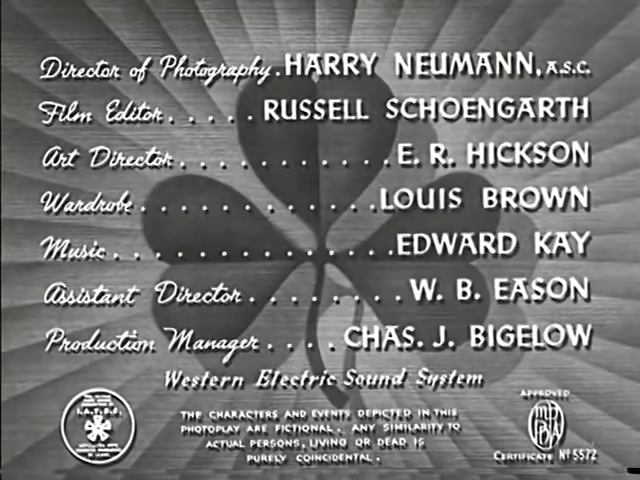 Director of Photography. HARRY NEUMANN, A.S.C.
Film Editor..... RUSSELL SCHOENGARTH
Art Director........... E. R. HICKSON
Wardrobe............ LOUIS BROWN
Music.............. EDWARD KAY
Assistant Director........ W. B. EASON
Production Manager.... CHAS. J. BIGELOW
Western Electric Sound System
I.A.T.S.E.
THE CHARACTERS AND EVENTS DEPICTED IN THIS
PHOTOPLAY ARE FICTIONAL. ANY SIMILARITY TO
ACTUAL PERSONS, LIVING OR DEAD IS
PURELY COINCIDENTAL.
APPROVED
CERTIFICATE Nº 5572